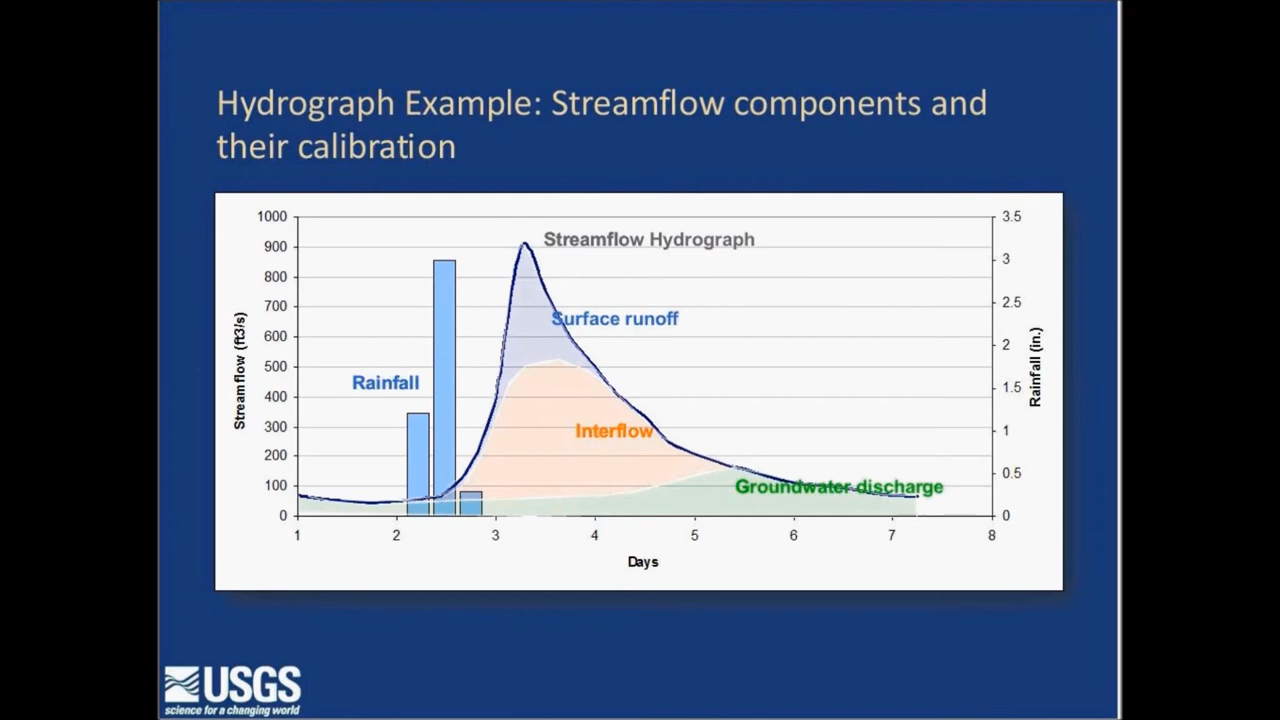 Hydrograph Example: Streamflow components and
their calibration
1000
900
800
700
600
500
400
300
200
100
0
Streamflow (ft3/s)
3.5
3
2.5
2
1.5
1
0.5
0
Rainfall (in.)
Streamflow Hydrograph
Surface runoff
Rainfall
Interflow
Groundwater discharge
1 2 3 4 5 6 7 8
Days
USGS
science for a changing world